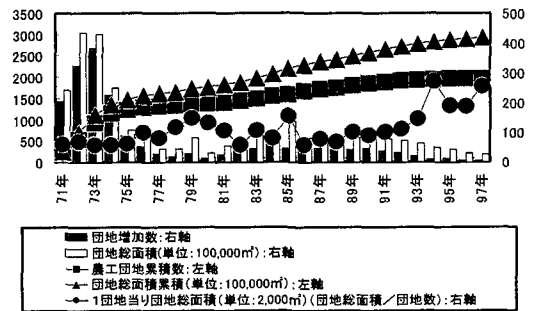 3500
3000
2500
2000
1500
1000
500
0
500
400
300
200
100
0
71年
73年
75年
77年
79年
81年
83年
85年
87年
89年
91年
93年
95年
97年
団地増加数:右軸
団地総面積(単位:100,000㎡):右軸
農工団地累積数:左軸
団地総面積累積(単位:100,000㎡):左軸
1団地当り団地総面積(単位:2,000㎡)(団地総面積/団地数):右軸